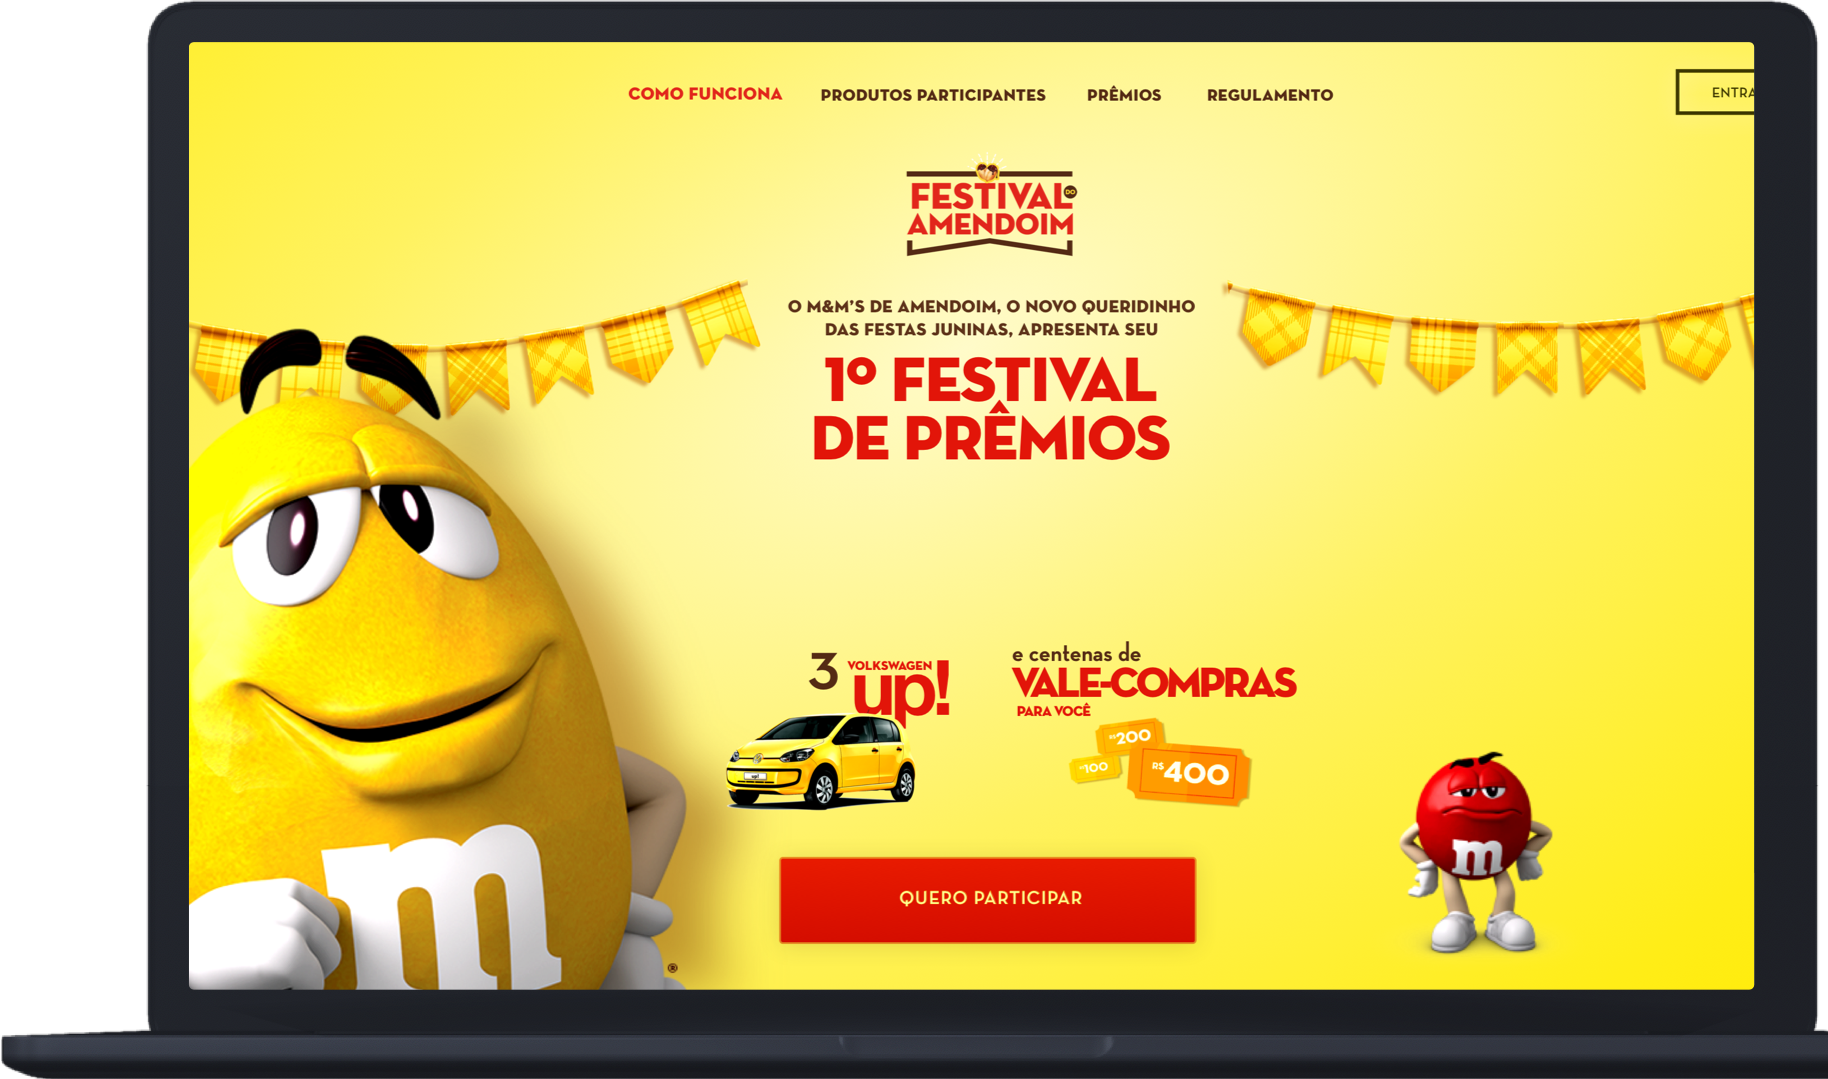 COMO FUNCIONA PRODUTOS PARTICIPANTES PRÊMIOS REGULAMENTO ENTRA
FESTIVAL DO
AMENDOIM
O M&M'S DE AMENDOIM, O NOVO QUERIDINHO
DAS FESTAS JUNINAS, APRESENTA SEU
1º FESTIVAL
DE PRÊMIOS
3 VOLKSWAGEN
up!
up!
e centenas de
VALE-COMPRAS
PARA VOCÊ
R$200
100
R$400
m
m
®
QUERO PARTICIPAR